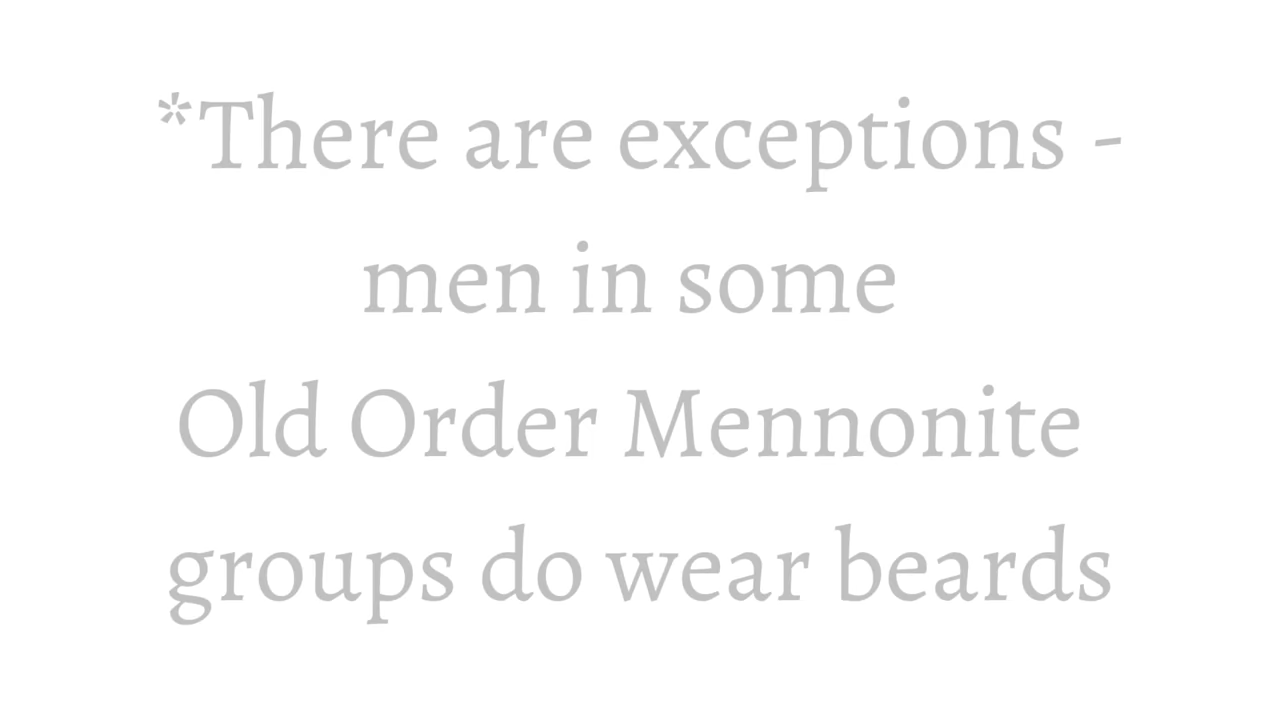 *There are exceptions -
men in some
Old Order Mennonite
groups do wear beards